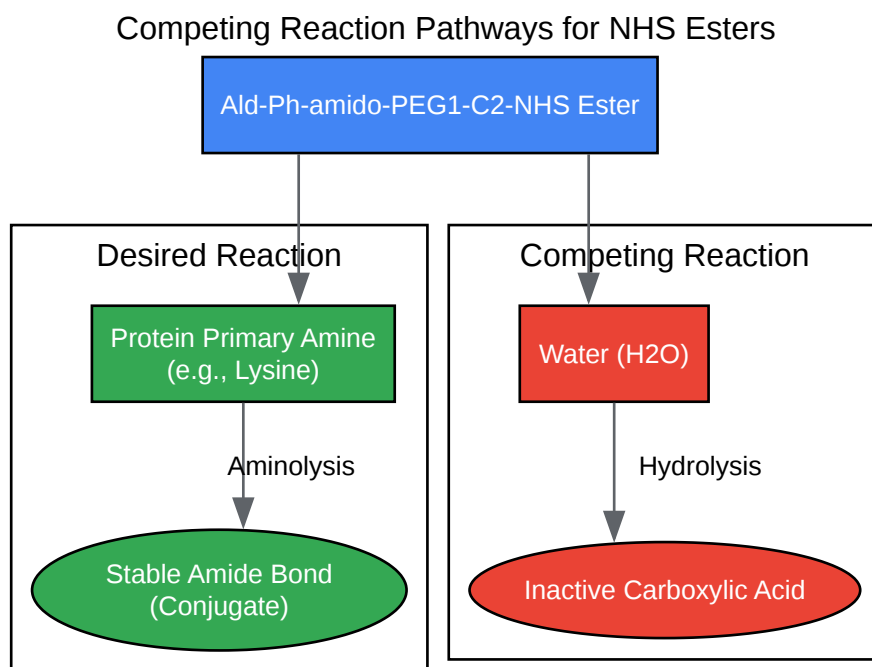 Competing Reaction Pathways for NHS Esters
Ald-Ph-amido-PEG1-C2-NHS Ester
Desired Reaction
Protein Primary Amine
(e.g., Lysine)
Aminolysis
Stable Amide Bond
(Conjugate)
Competing Reaction
Water (H2O)
Hydrolysis
Inactive Carboxylic Acid